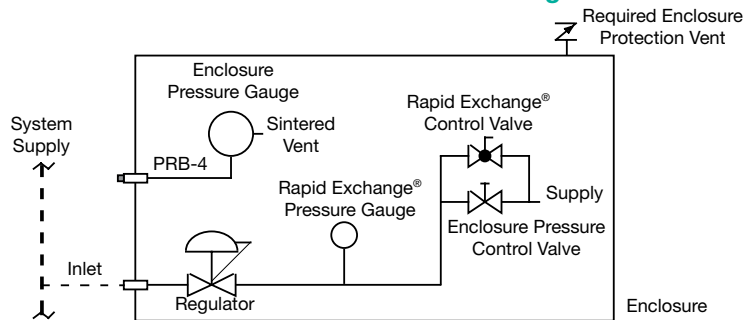 Required Enclosure
Protection Vent
Enclosure
Pressure Gauge
Rapid Exchange®
Control Valve
System
Supply
Sintered
Vent
PRB-4
Rapid Exchange®
Pressure Gauge
Supply
Enclosure Pressure
Control Valve
Inlet
Regulator
Enclosure